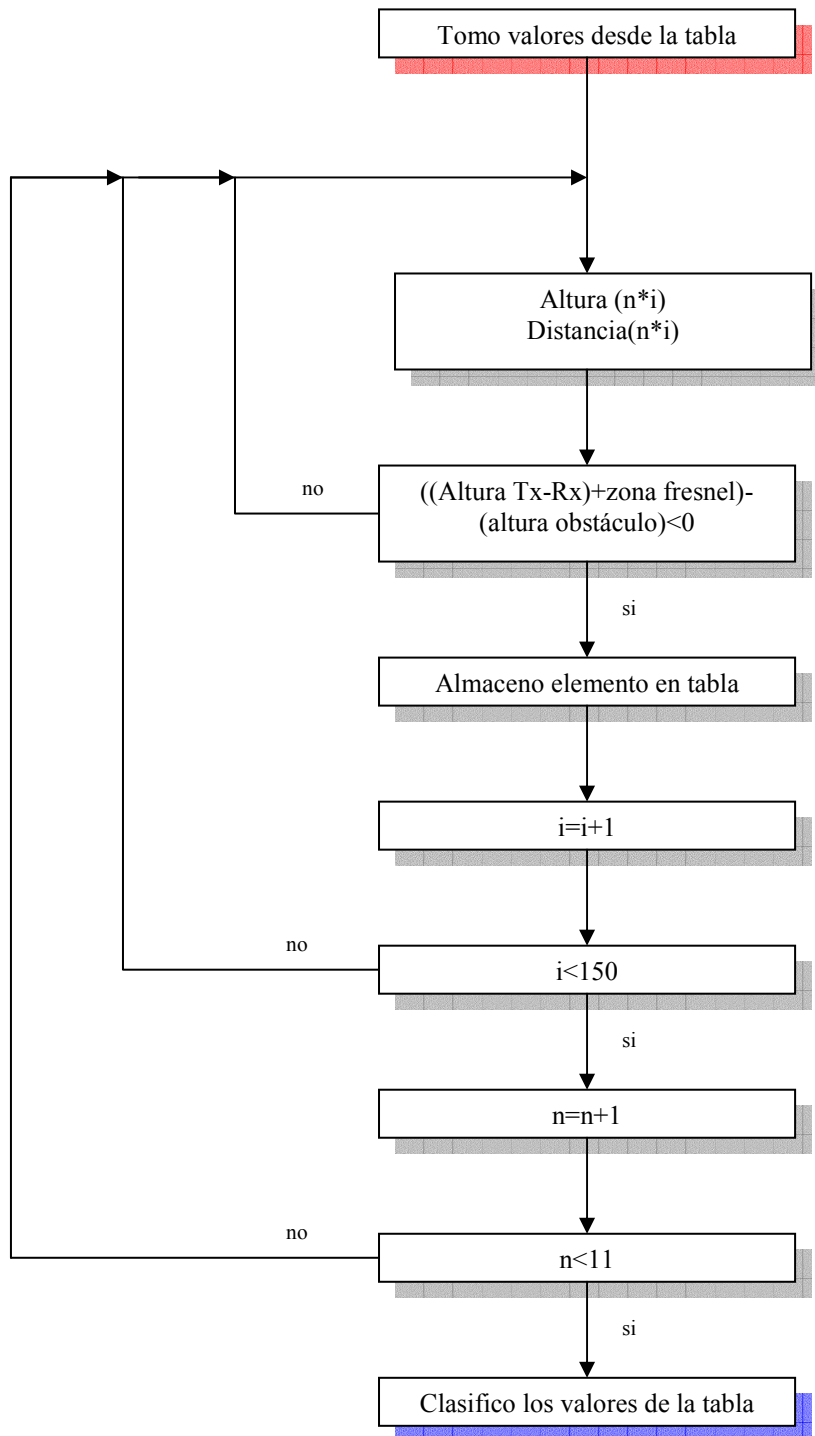 Tomo valores desde la tabla
Altura (n*i)
Distancia(n*i)
no
((Altura Tx-Rx)+zona fresnel)-
(altura obstáculo)<0
si
Almaceno elemento en tabla
i=i+1
no
i<150
si
n=n+1
no
n<11
si
Clasifico los valores de la tabla